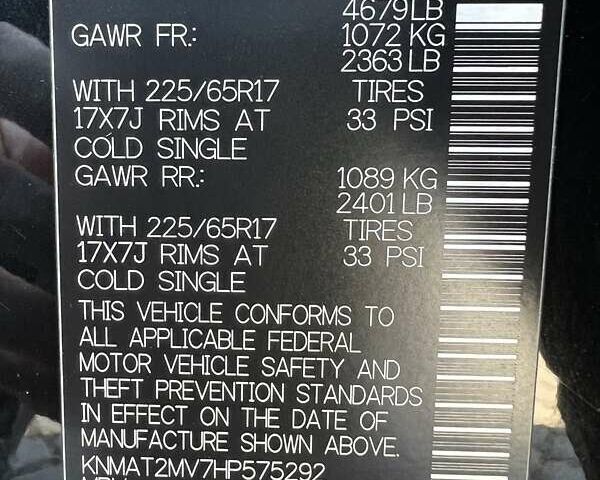 4679 LB
GAWR FR.: 1072 KG
2363 LB
WITH 225/65R17 TIRES
17X7J RIMS AT 33 PSI
COLD SINGLE
GAWR RR.: 1089 KG
2401 LB
WITH 225/65R17 TIRES
17X7J RIMS AT 33 PSI
COLD SINGLE
THIS VEHICLE CONFORMS TO
ALL APPLICABLE FEDERAL
MOTOR VEHICLE SAFETY AND
THEFT PREVENTION STANDARDS
IN EFFECT ON THE DATE OF
MANUFACTURE SHOWN ABOVE.
KNMAT2MV7HP575292